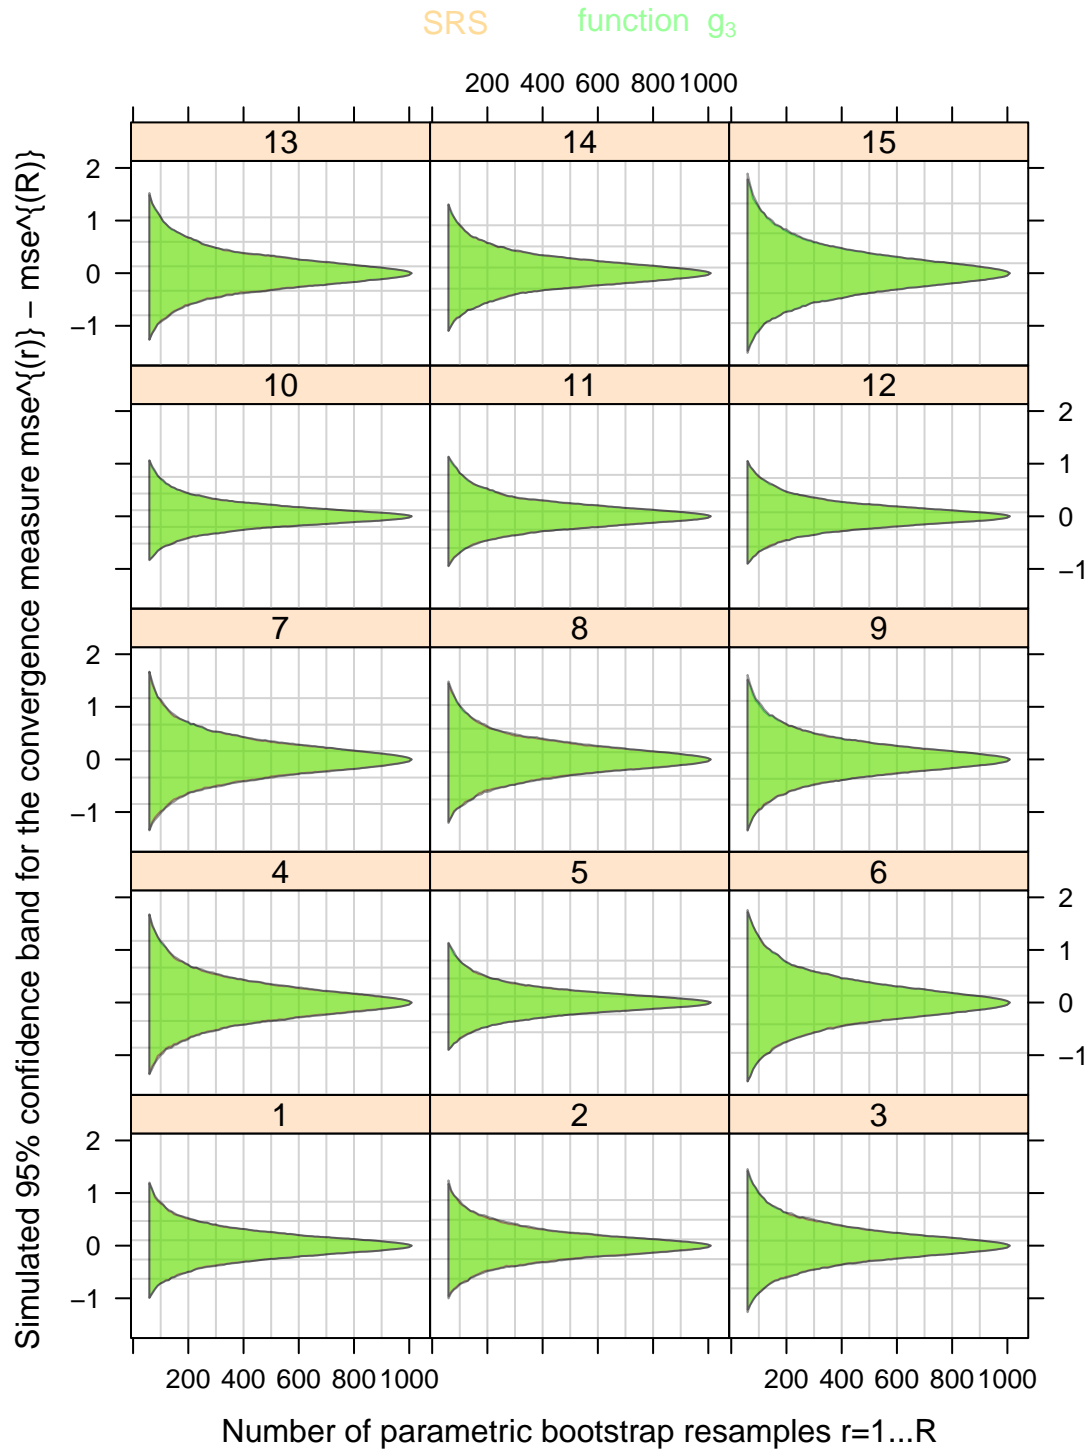 SRS function g₃
200 400 600 800 1000
13 14 15
2
1
0
−1
10 11 12
2
1
0
−1
7 8 9
2
1
0
−1
4 5 6
2
1
0
−1
1 2 3
2
1
0
−1
200 400 600 800 1000 200 400 600 800 1000
Number of parametric bootstrap resamples r=1...R
Simulated 95% confidence band for the convergence measure mse^{(r)} − mse^{(R)}